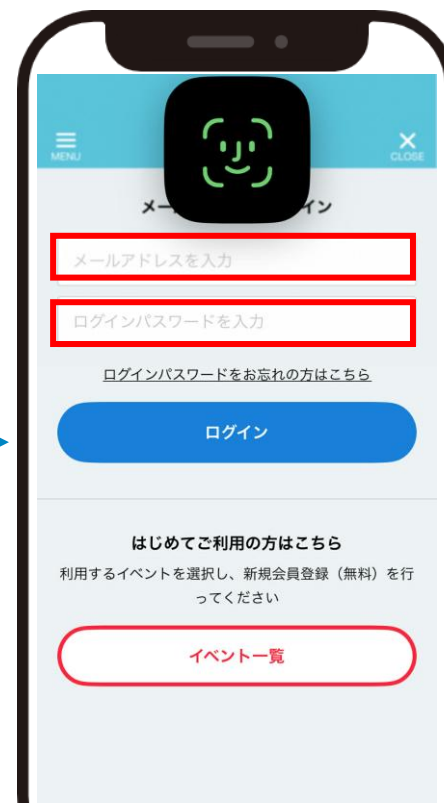 MENU
CLOSE
メー
イン
メールアドレスを入力
ログインパスワードを入力
ログインパスワードをお忘れの方はこちら
ログイン
はじめてご利用の方はこちら
利用するイベントを選択し、新規会員登録（無料）を行
ってください
イベント一覧